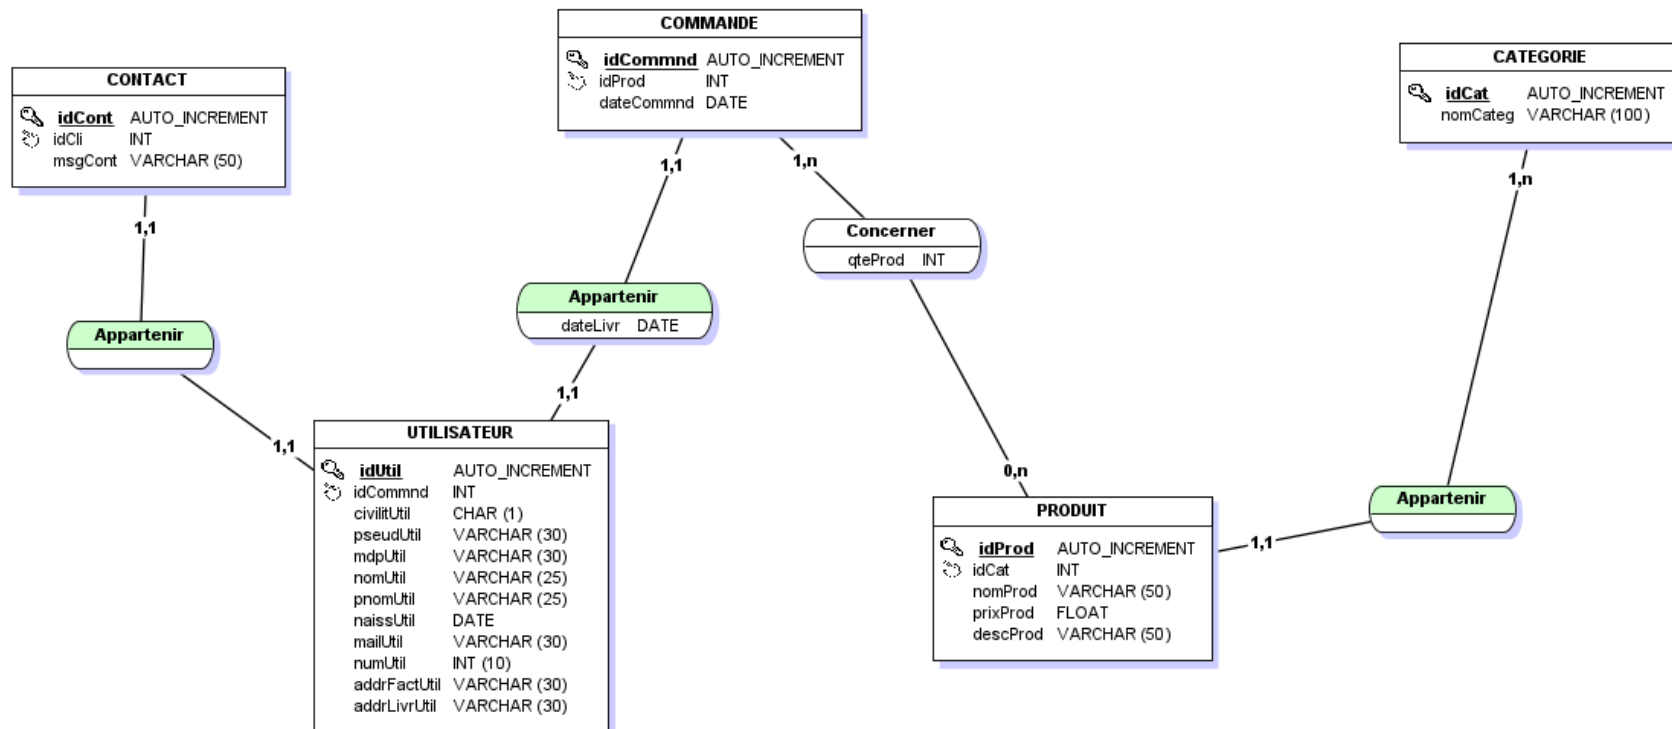 COMMANDE
idCommnd AUTO_INCREMENT
idProd INT
dateCommnd DATE
CONTACT
idCont AUTO_INCREMENT
idCli INT
msgCont VARCHAR (50)
CATEGORIE
idCat AUTO_INCREMENT
nomCateg VARCHAR (100)
1,1
1,1
1,n
1,n
Concerner
qteProd INT
Appartenir
Appartenir
dateLivr DATE
1,1
1,1
UTILISATEUR
idUtil AUTO_INCREMENT
idCommnd INT
civilitUtil CHAR (1)
pseudUtil VARCHAR (30)
mdpUtil VARCHAR (30)
nomUtil VARCHAR (25)
pnomUtil VARCHAR (25)
naissUtil DATE
mailUtil VARCHAR (30)
numUtil INT (10)
addrFactUtil VARCHAR (30)
addrLivrUtil VARCHAR (30)
0,n
PRODUIT
idProd AUTO_INCREMENT
idCat INT
nomProd VARCHAR (50)
prixProd FLOAT
descProd VARCHAR (50)
1,1
Appartenir